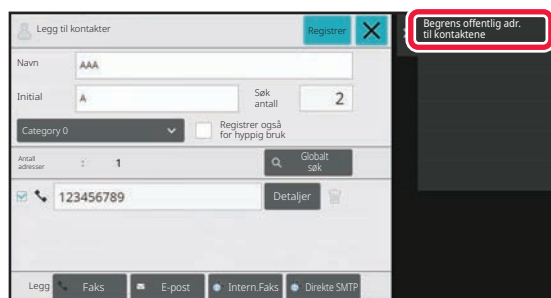 Legg til kontakter
Registrer
Begrens offentlig adr.
til kontaktene
Navn
AAA
Initial
A
Søk
antall
2
Category 0
Registrer også
for hyppig bruk
Antall
adresser
:
1
Globalt
søk
123456789
Detaljer
Legg
Faks
E-post
Intern.Faks
Direkte SMTP